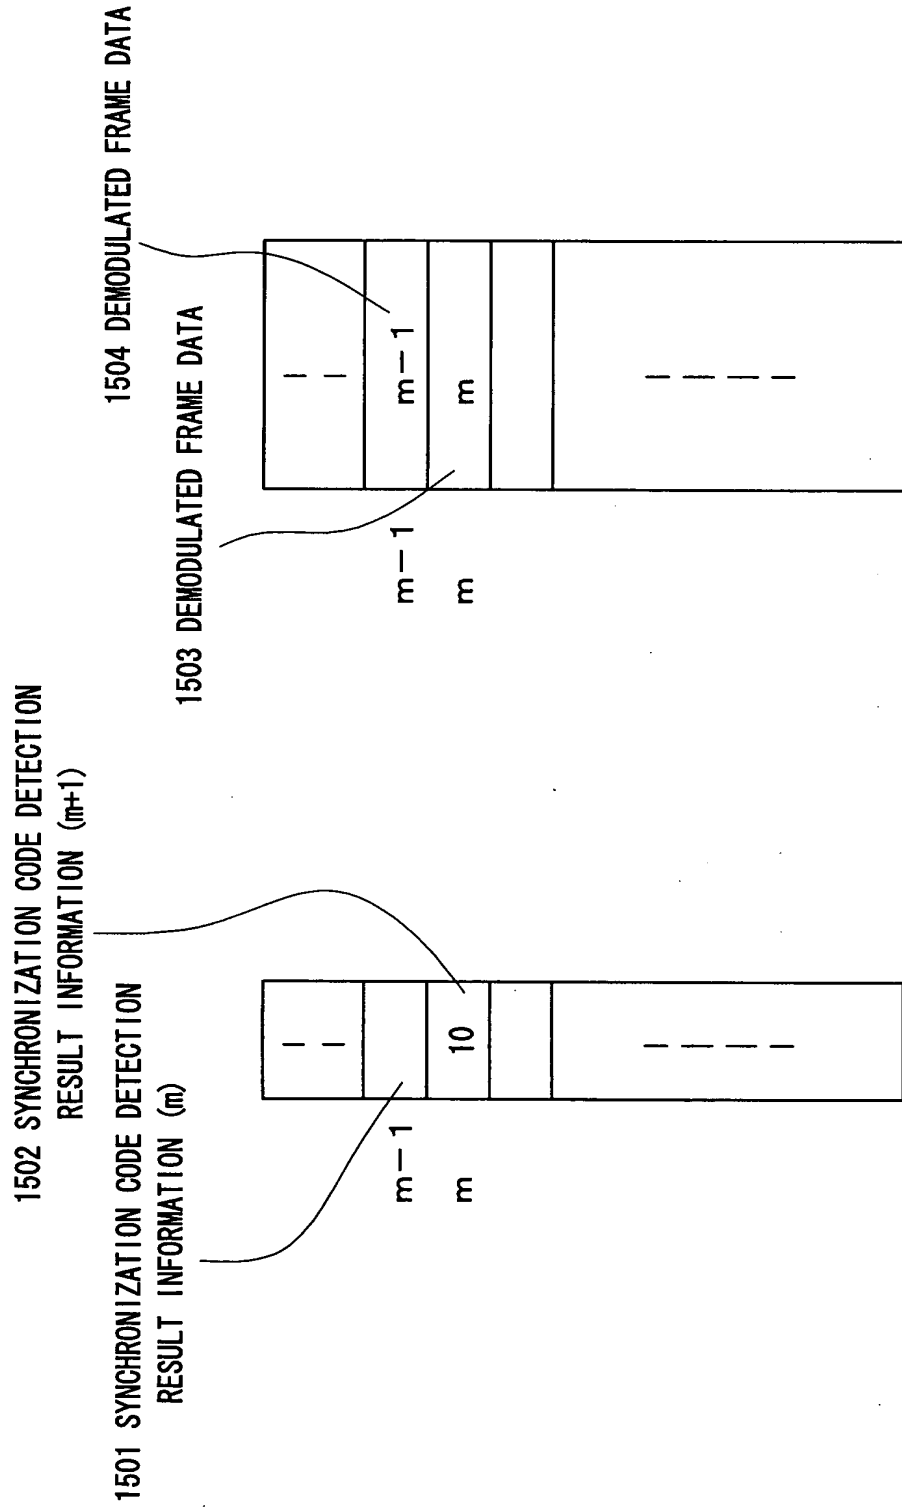 1502 SYNCHRONIZATION CODE DETECTION
RESULT INFORMATION (m+1)
1501 SYNCHRONIZATION CODE DETECTION
RESULT INFORMATION (m)
m-1
m
10
1504 DEMODULATED FRAME DATA
1503 DEMODULATED FRAME DATA
m-1
m
m-1
m